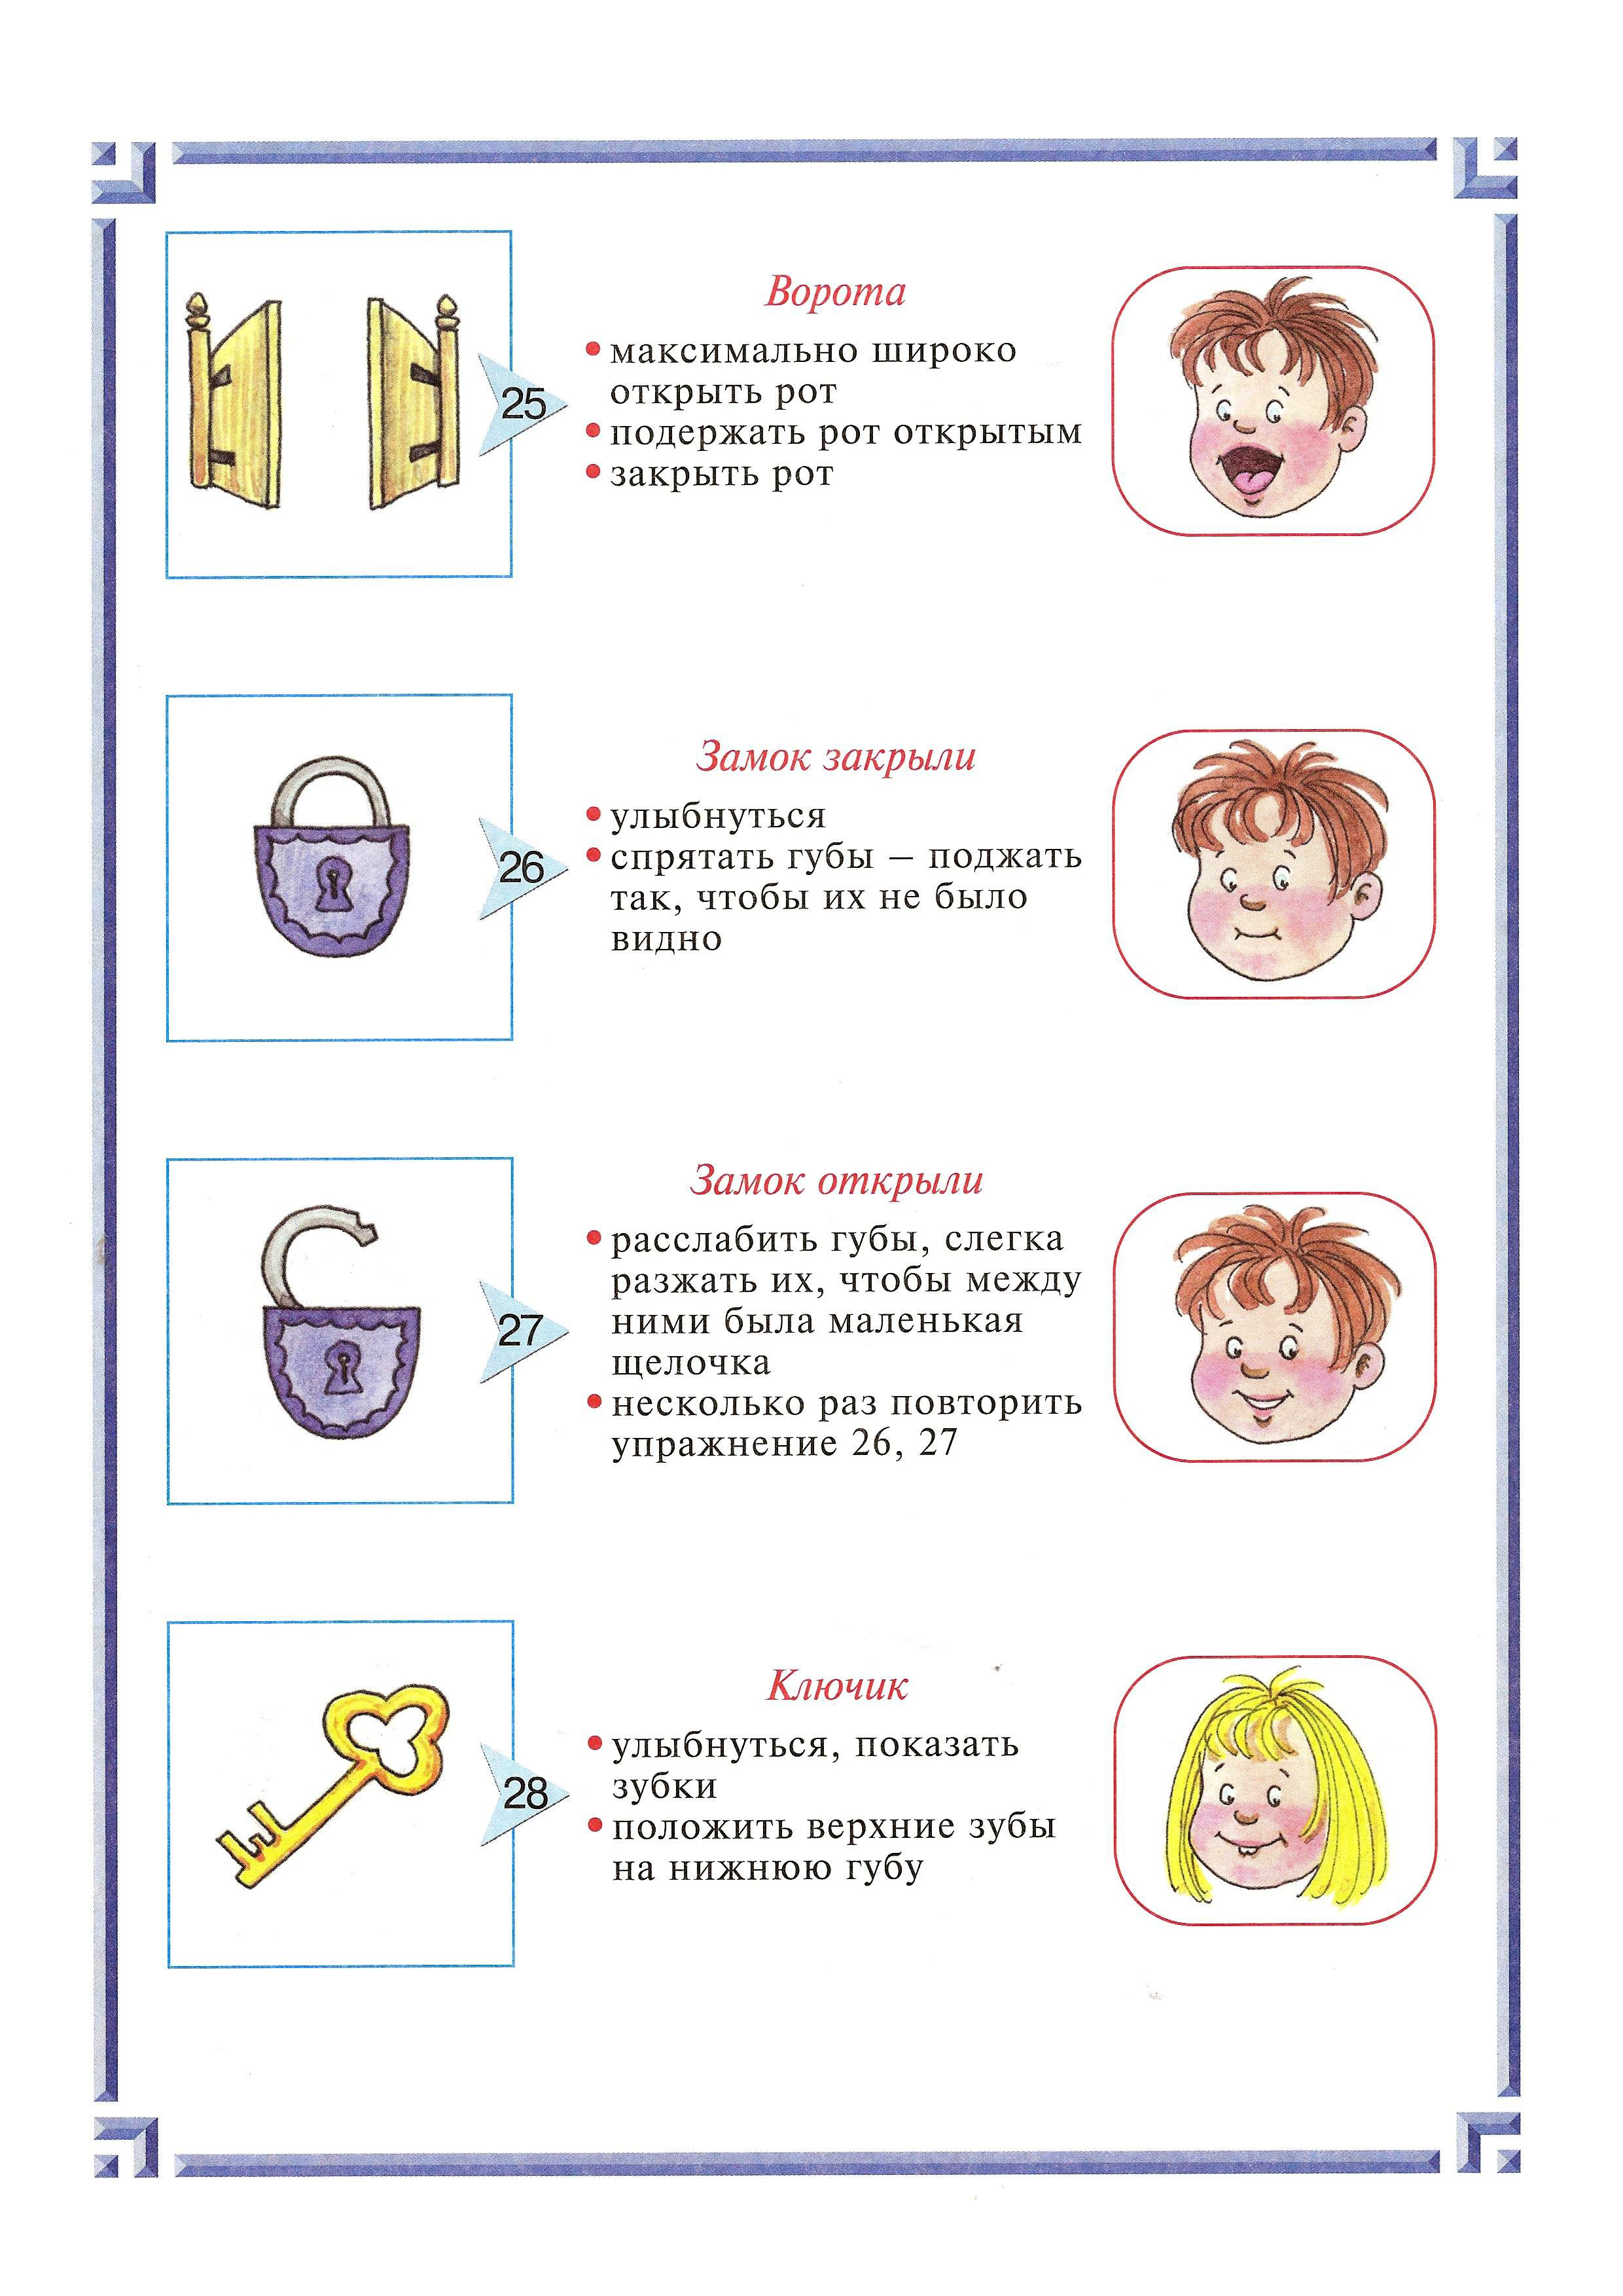 Ворота
25
• максимально широко
открыть рот
• подержать рот открытым
• закрыть рот
Замок закрыли
26
• улыбнуться
• спрятать губы – поджать
так, чтобы их не было
видно
Замок открыли
27
• расслабить губы, слегка
разжать их, чтобы между
ними была маленькая
щелочка
• несколько раз повторить
упражнение 26, 27
Ключик
28
• улыбнуться, показать
зубки
• положить верхние зубы
на нижнюю губу